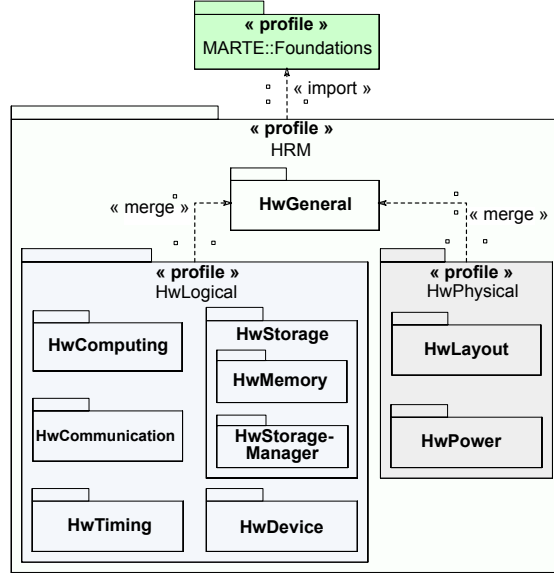 « profile »
MARTE::Foundations
« import »
« profile »
HRM
HwGeneral
« merge »
« merge »
« profile »
HwLogical
HwComputing
HwStorage
HwMemory
HwCommunication
HwStorage-
Manager
HwTiming
HwDevice
« profile »
HwPhysical
HwLayout
HwPower